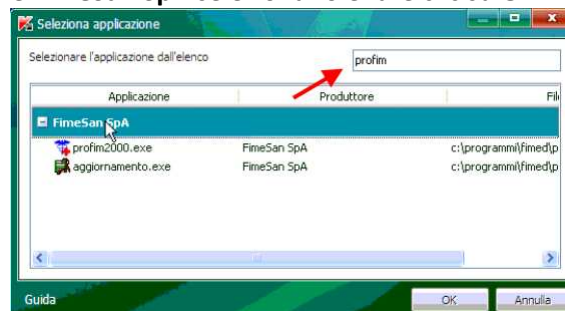 Seleziona applicazione
Selezionare l'applicazione dall'elenco
profim
Applicazione Produttore
FimeSan SpA
profim2000.exe FimeSan SpA c:\programmi\fimed\p
aggiornamento.exe FimeSan SpA c:\programmi\fimed\p
Guida OK Annulla